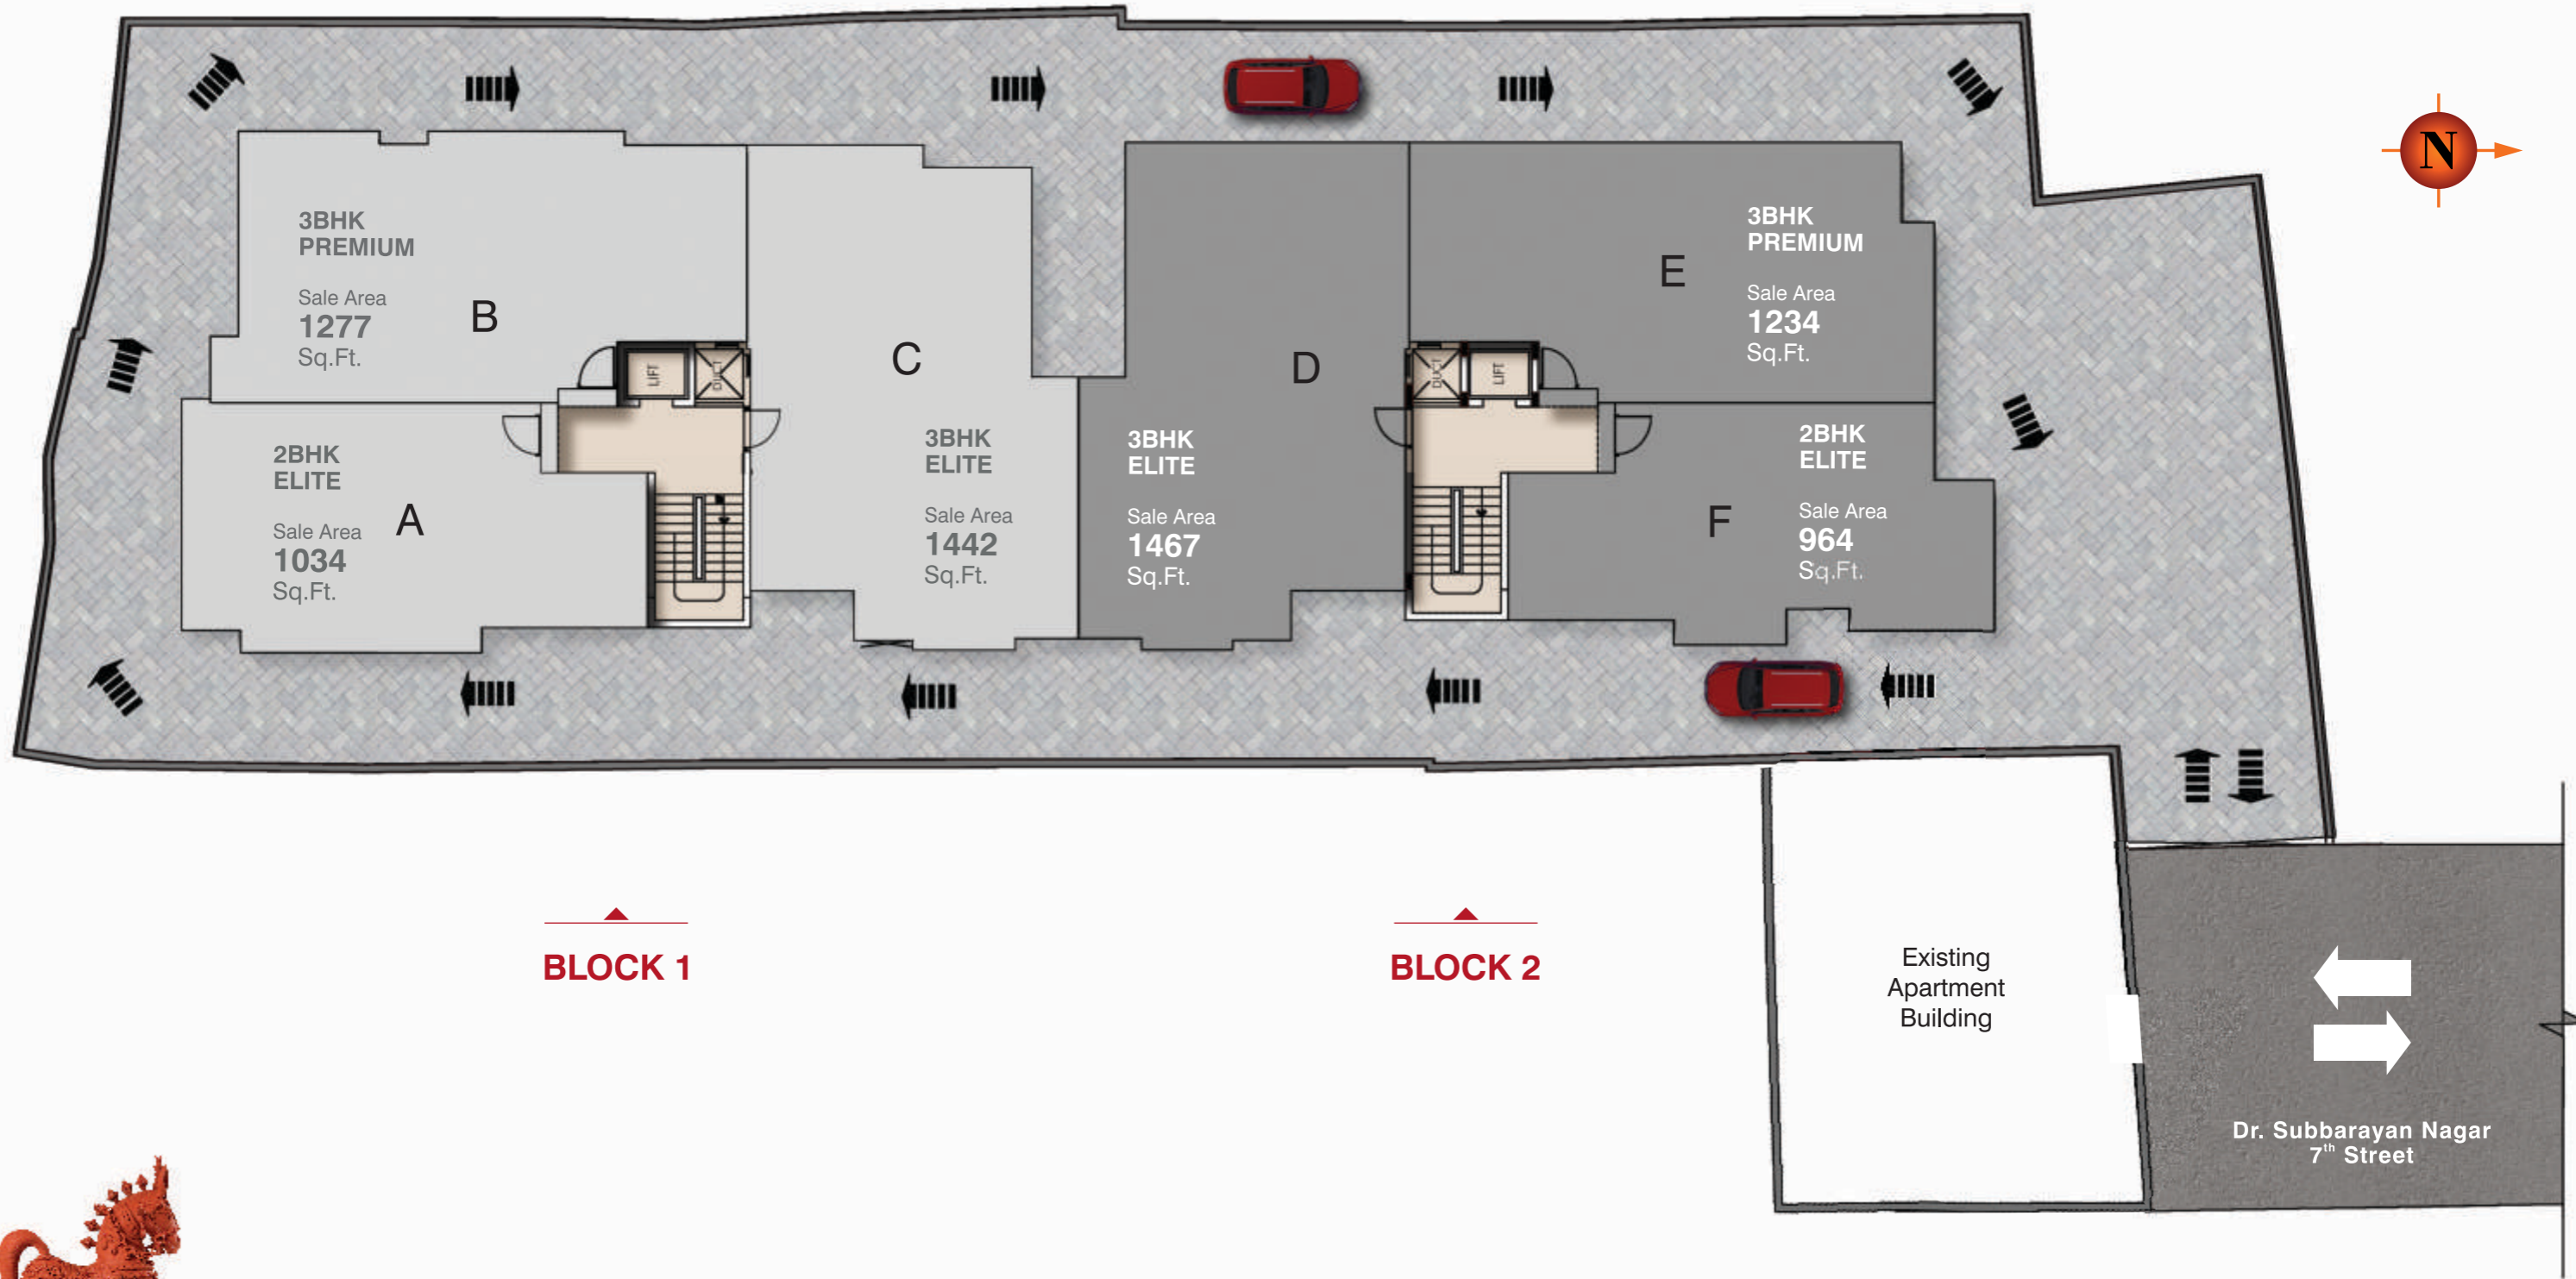 N
3BHK
PREMIUM
Sale Area
1277
Sq.Ft.
B
LIFT
DUCT
2BHK
ELITE
Sale Area
1034
Sq.Ft.
A
C
3BHK
ELITE
Sale Area
1442
Sq.Ft.
D
3BHK
ELITE
Sale Area
1467
Sq.Ft.
DUCT
LIFT
E
3BHK
PREMIUM
Sale Area
1234
Sq.Ft.
F
2BHK
ELITE
Sale Area
964
Sq.Ft.
BLOCK 1
BLOCK 2
Existing
Apartment
Building
Dr. Subbarayan Nagar
7th Street